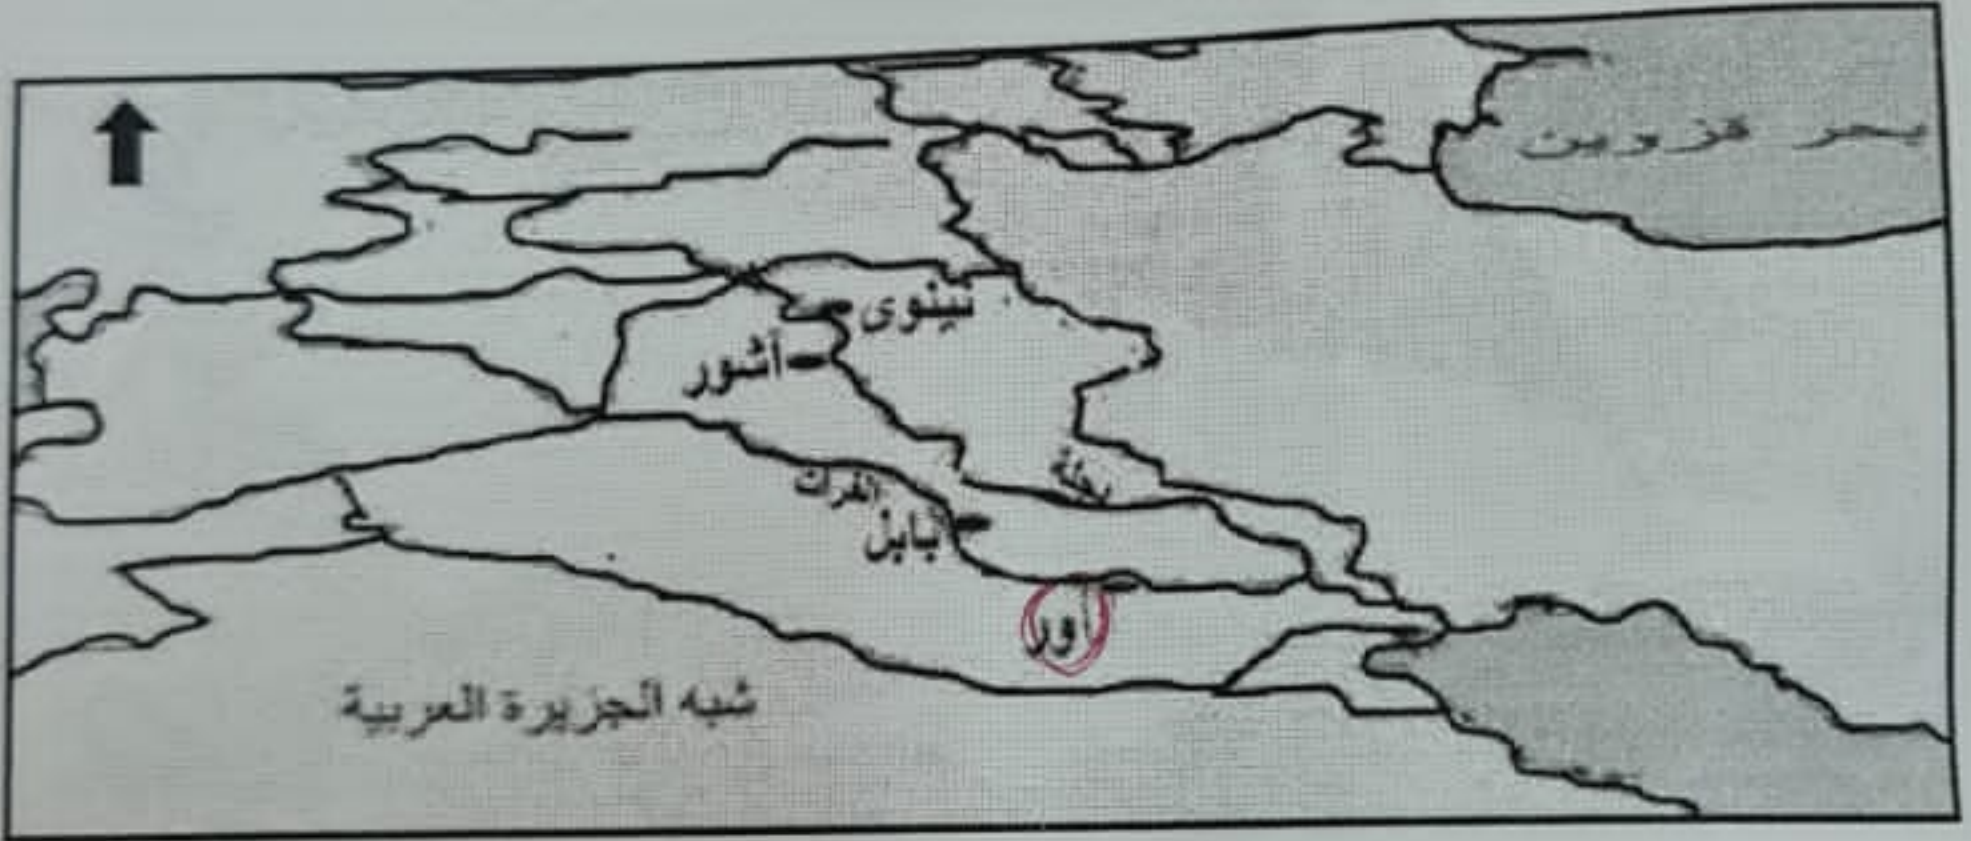 بحر قزوين
نينوى
آشور
دجلة
الفرات
بابل
أور
شبه الجزيرة العربية